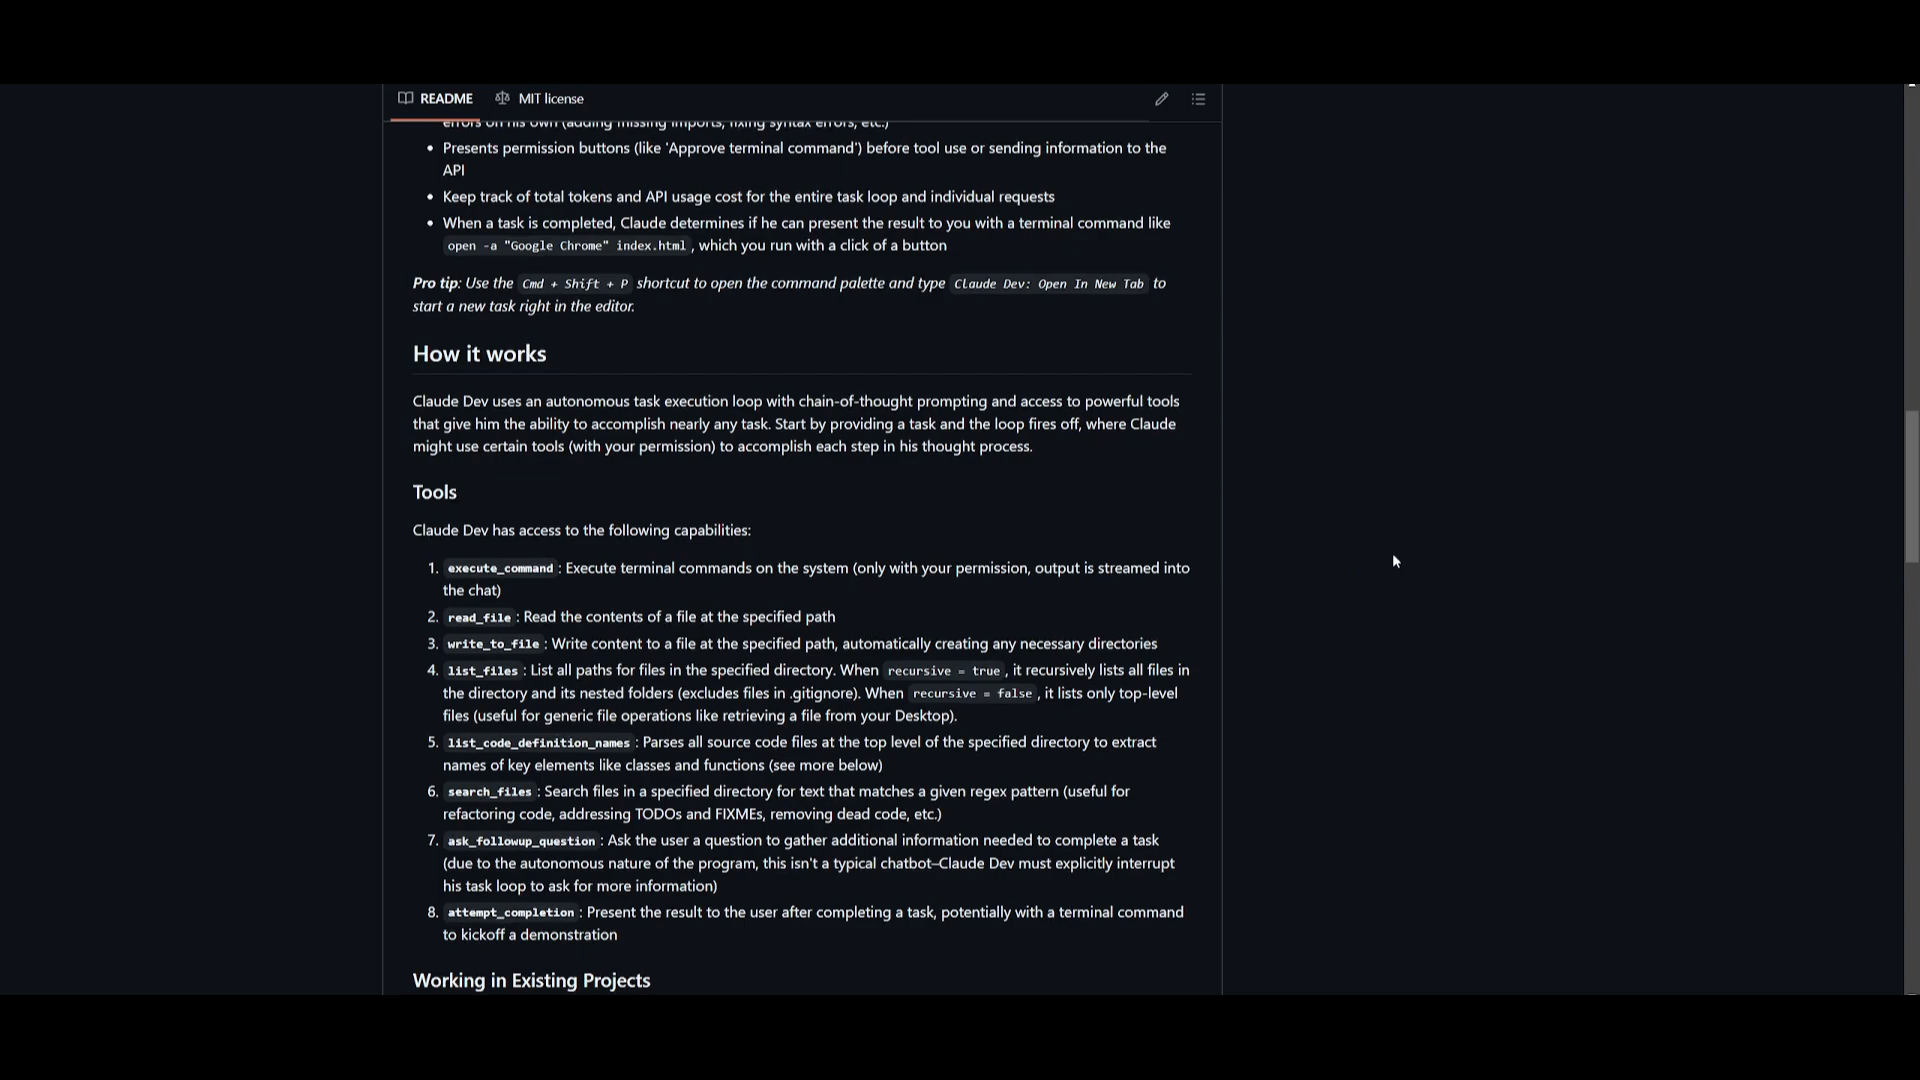 README MIT license
errors on his own (adding missing imports, fixing syntax errors, etc.)
• Presents permission buttons (like 'Approve terminal command') before tool use or sending information to the
API
• Keep track of total tokens and API usage cost for the entire task loop and individual requests
• When a task is completed, Claude determines if he can present the result to you with a terminal command like
open -a "Google Chrome" index.html , which you run with a click of a button
Pro tip: Use the Cmd + Shift + P shortcut to open the command palette and type Claude Dev: Open In New Tab to
start a new task right in the editor.
How it works
Claude Dev uses an autonomous task execution loop with chain-of-thought prompting and access to powerful tools
that give him the ability to accomplish nearly any task. Start by providing a task and the loop fires off, where Claude
might use certain tools (with your permission) to accomplish each step in his thought process.
Tools
Claude Dev has access to the following capabilities:
1. execute_command : Execute terminal commands on the system (only with your permission, output is streamed into
the chat)
2. read_file : Read the contents of a file at the specified path
3. write_to_file : Write content to a file at the specified path, automatically creating any necessary directories
4. list_files : List all paths for files in the specified directory. When recursive = true , it recursively lists all files in
the directory and its nested folders (excludes files in .gitignore). When recursive = false , it lists only top-level
files (useful for generic file operations like retrieving a file from your Desktop).
5. list_code_definition_names : Parses all source code files at the top level of the specified directory to extract
names of key elements like classes and functions (see more below)
6. search_files : Search files in a specified directory for text that matches a given regex pattern (useful for
refactoring code, addressing TODOs and FIXMEs, removing dead code, etc.)
7. ask_followup_question : Ask the user a question to gather additional information needed to complete a task
(due to the autonomous nature of the program, this isn't a typical chatbot–Claude Dev must explicitly interrupt
his task loop to ask for more information)
8. attempt_completion : Present the result to the user after completing a task, potentially with a terminal command
to kickoff a demonstration
Working in Existing Projects